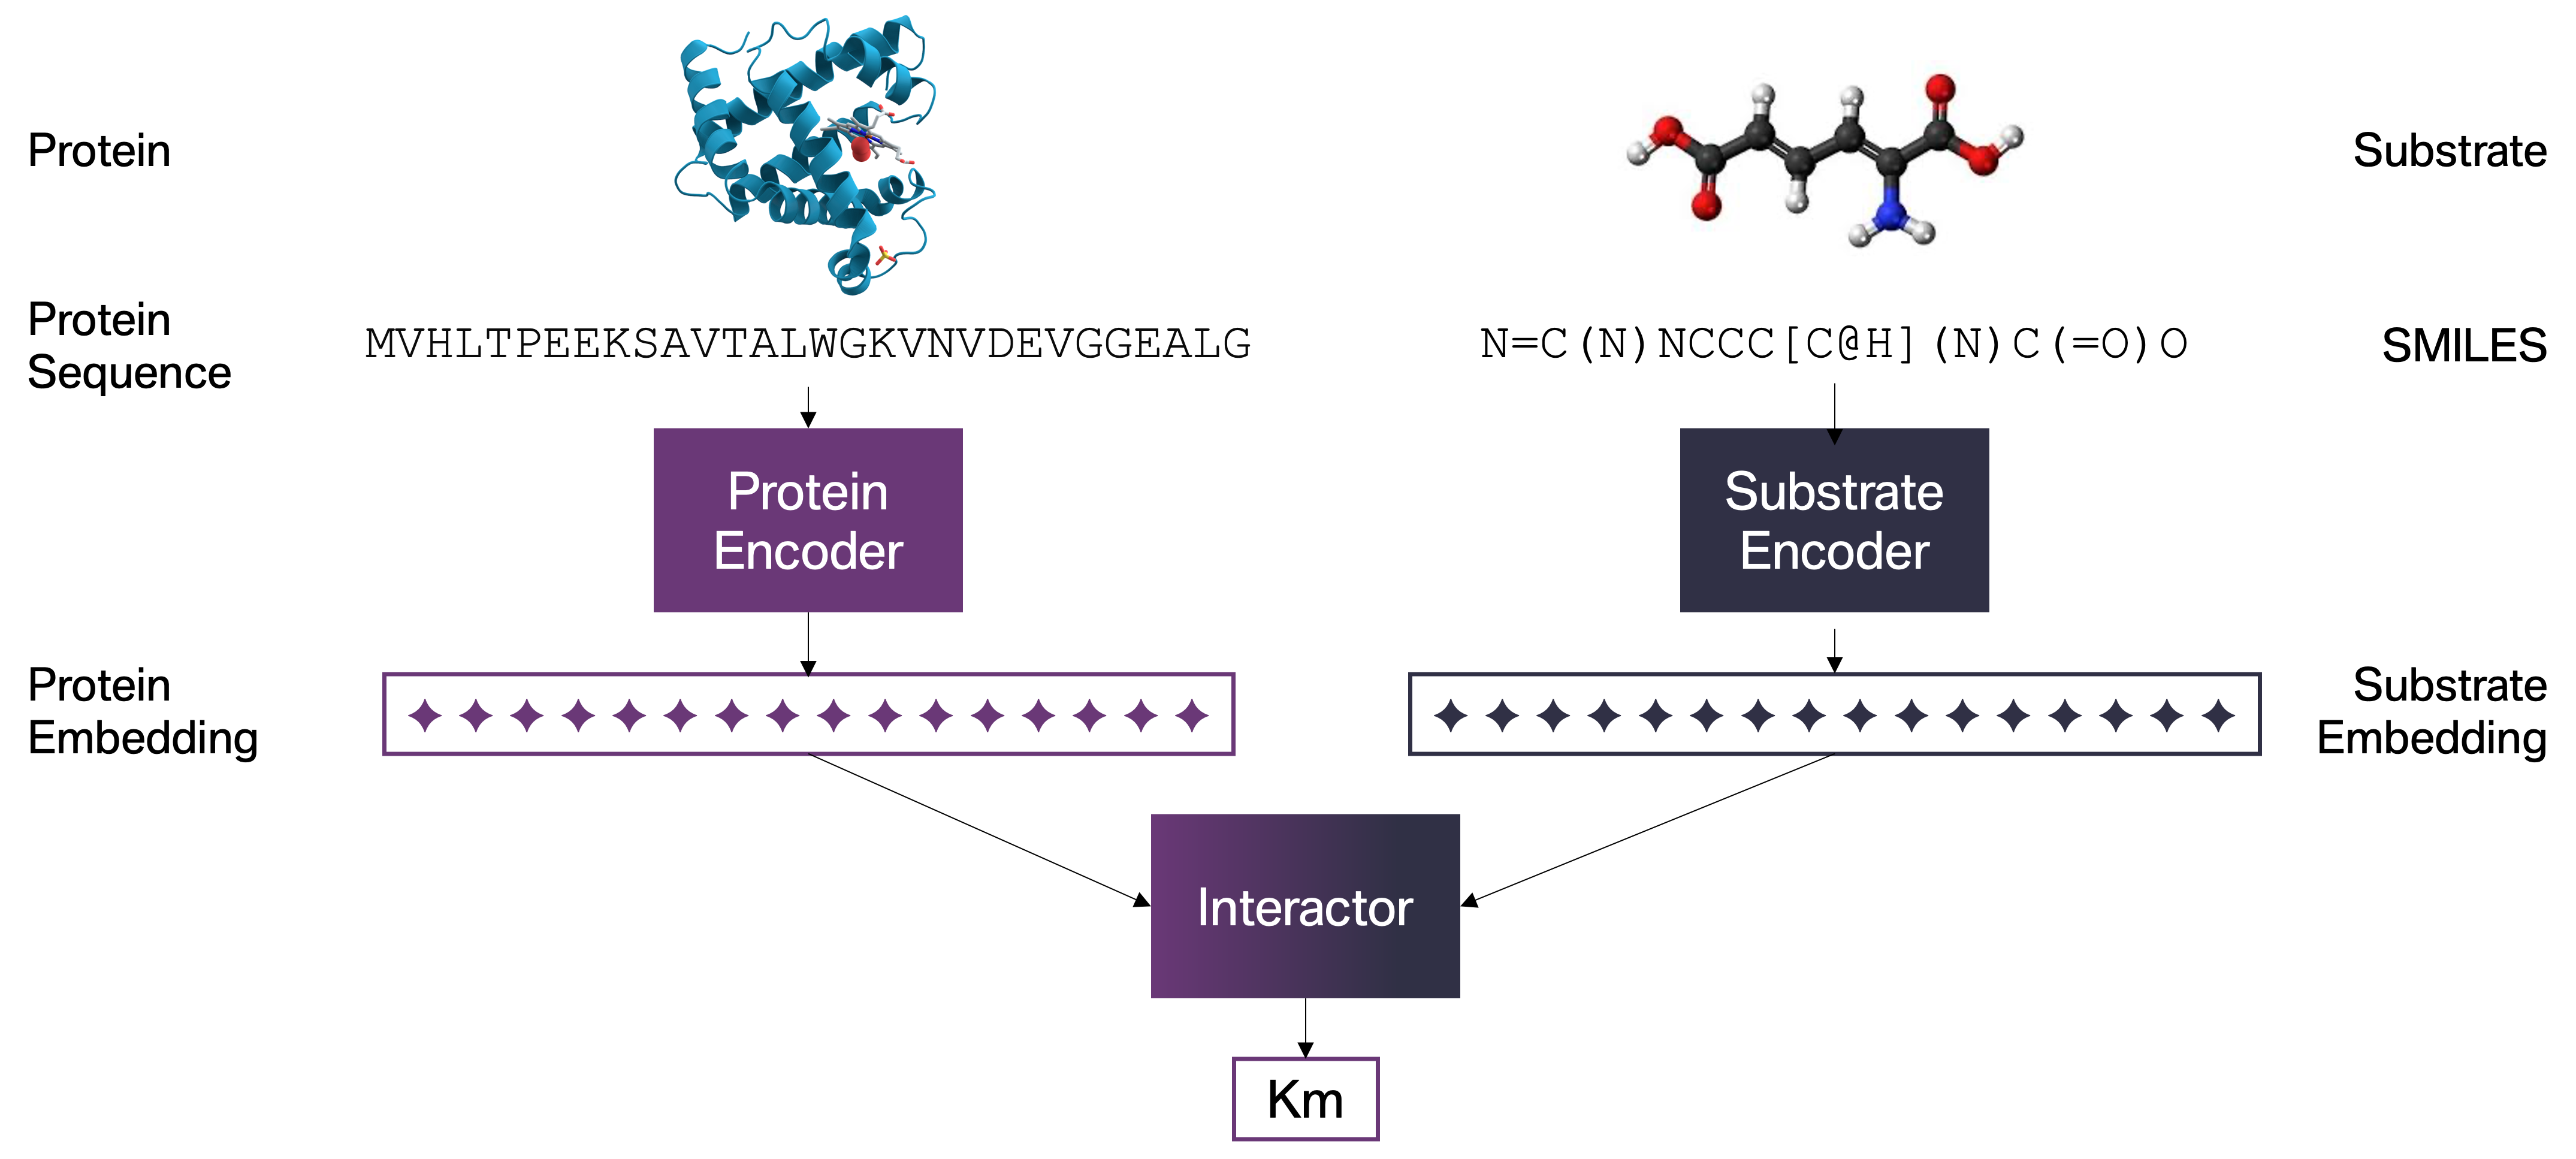 Protein
Substrate
Protein
Sequence
MVHLTPEEKSAVTALWGKVNVDEVGGEALG
N=C(N)NCCC[C@H](N)C(=O)O
SMILES
Protein
Encoder
Substrate
Encoder
Protein
Embedding
Substrate
Embedding
Interactor
Km